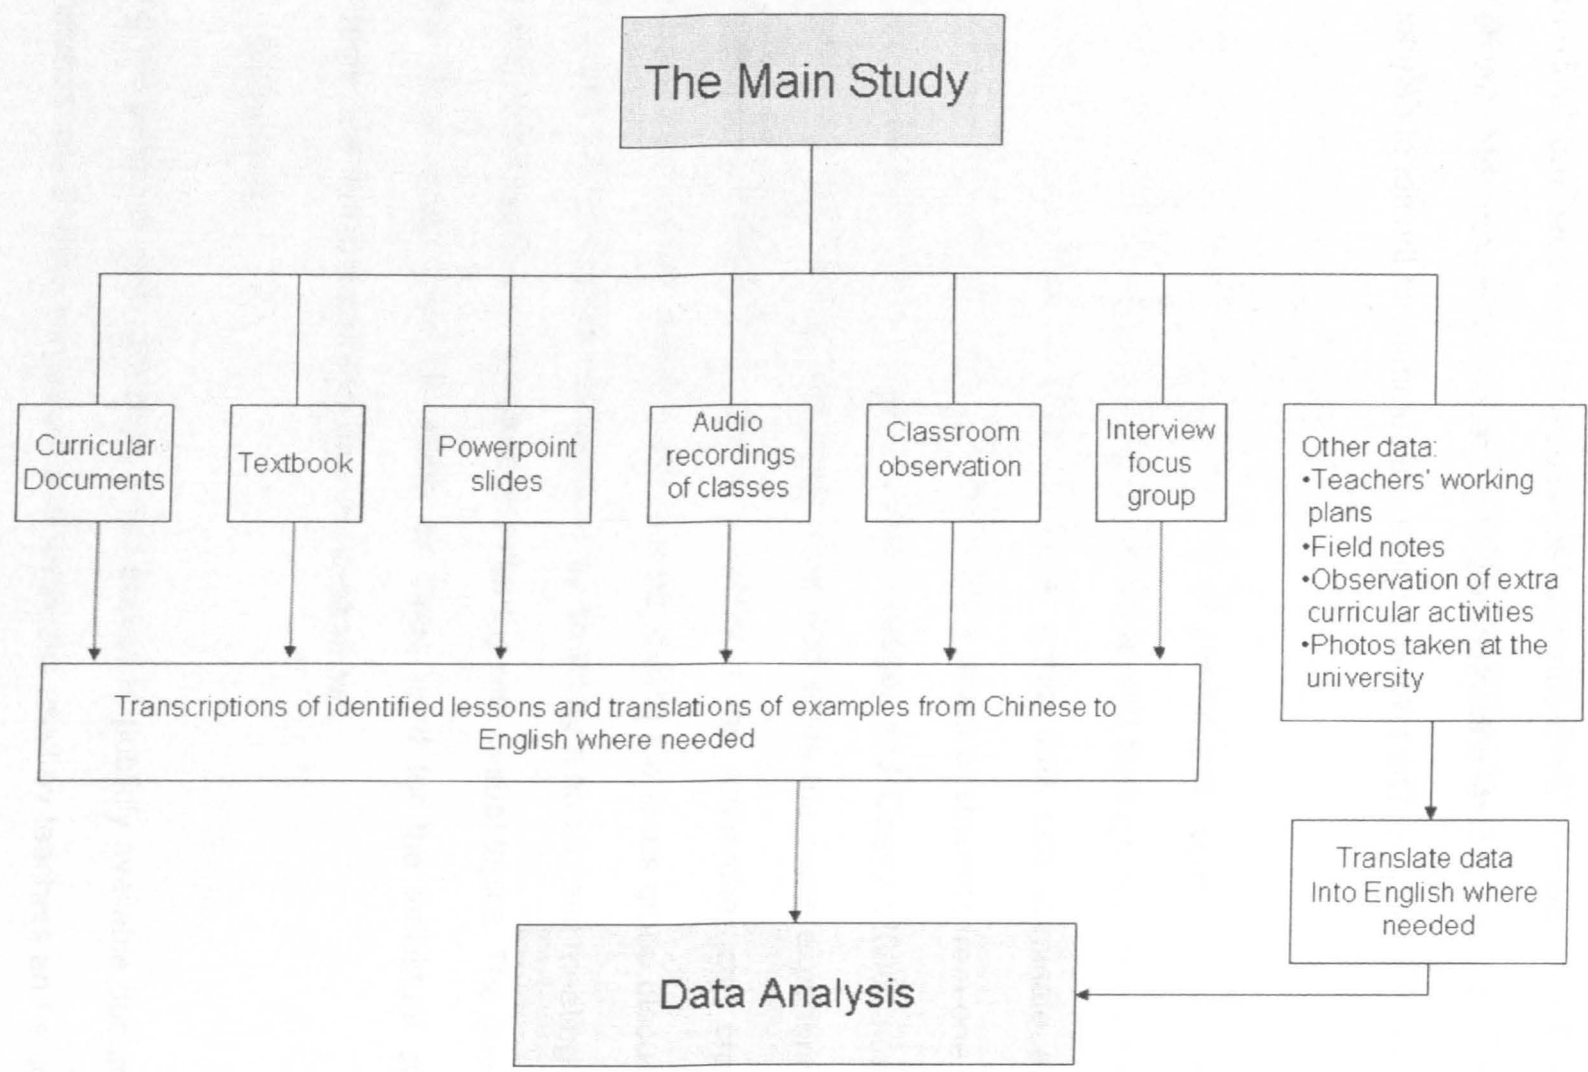 The Main Study
Curricular
Documents
Textbook
Powerpoint
slides
Audio
recordings
of classes
Classroom
observation
Interview
focus
group
Other data:
•Teachers' working
plans
•Field notes
•Observation of extra
curricular activities
•Photos taken at the
university
Transcriptions of identified lessons and translations of examples from Chinese to
English where needed
Translate data
Into English where
needed
Data Analysis